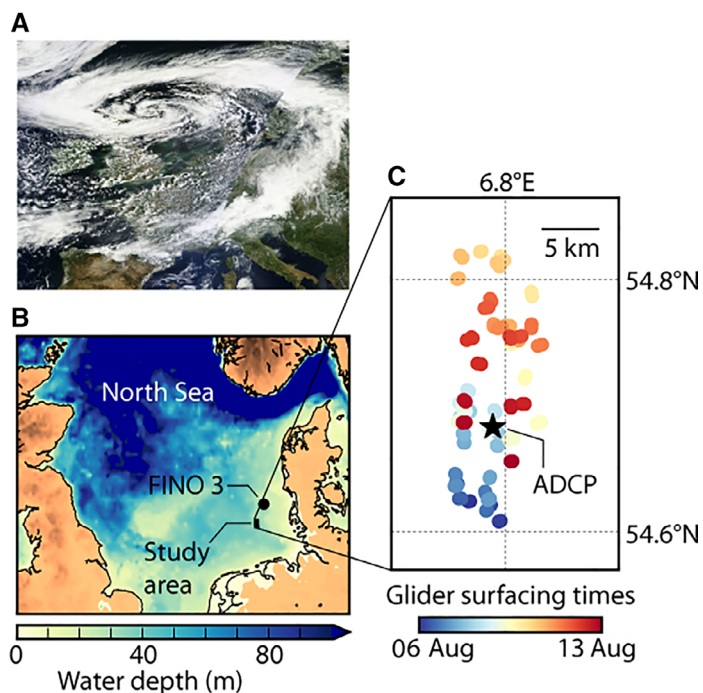 A
B
North Sea
FINO 3
Study
area
0
40
80
Water depth (m)
C
6.8°E
5 km
54.8°N
ADCP
54.6°N
Glider surfacing times
06 Aug
13 Aug